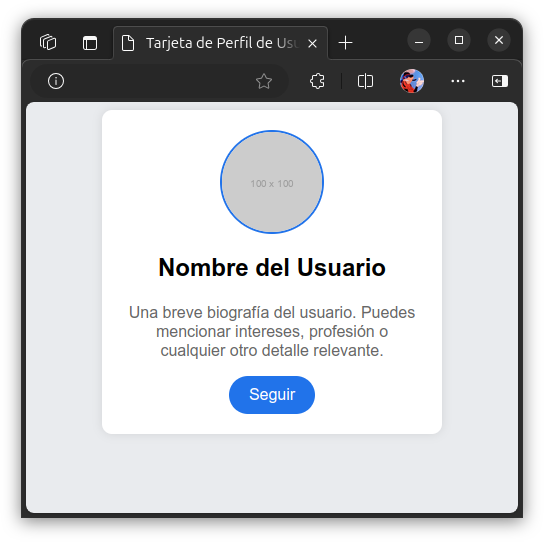 Tarjeta de Perfil de Usu
100 x 100
Nombre del Usuario
Una breve biografía del usuario. Puedes
mencionar intereses, profesión o
cualquier otro detalle relevante.
Seguir